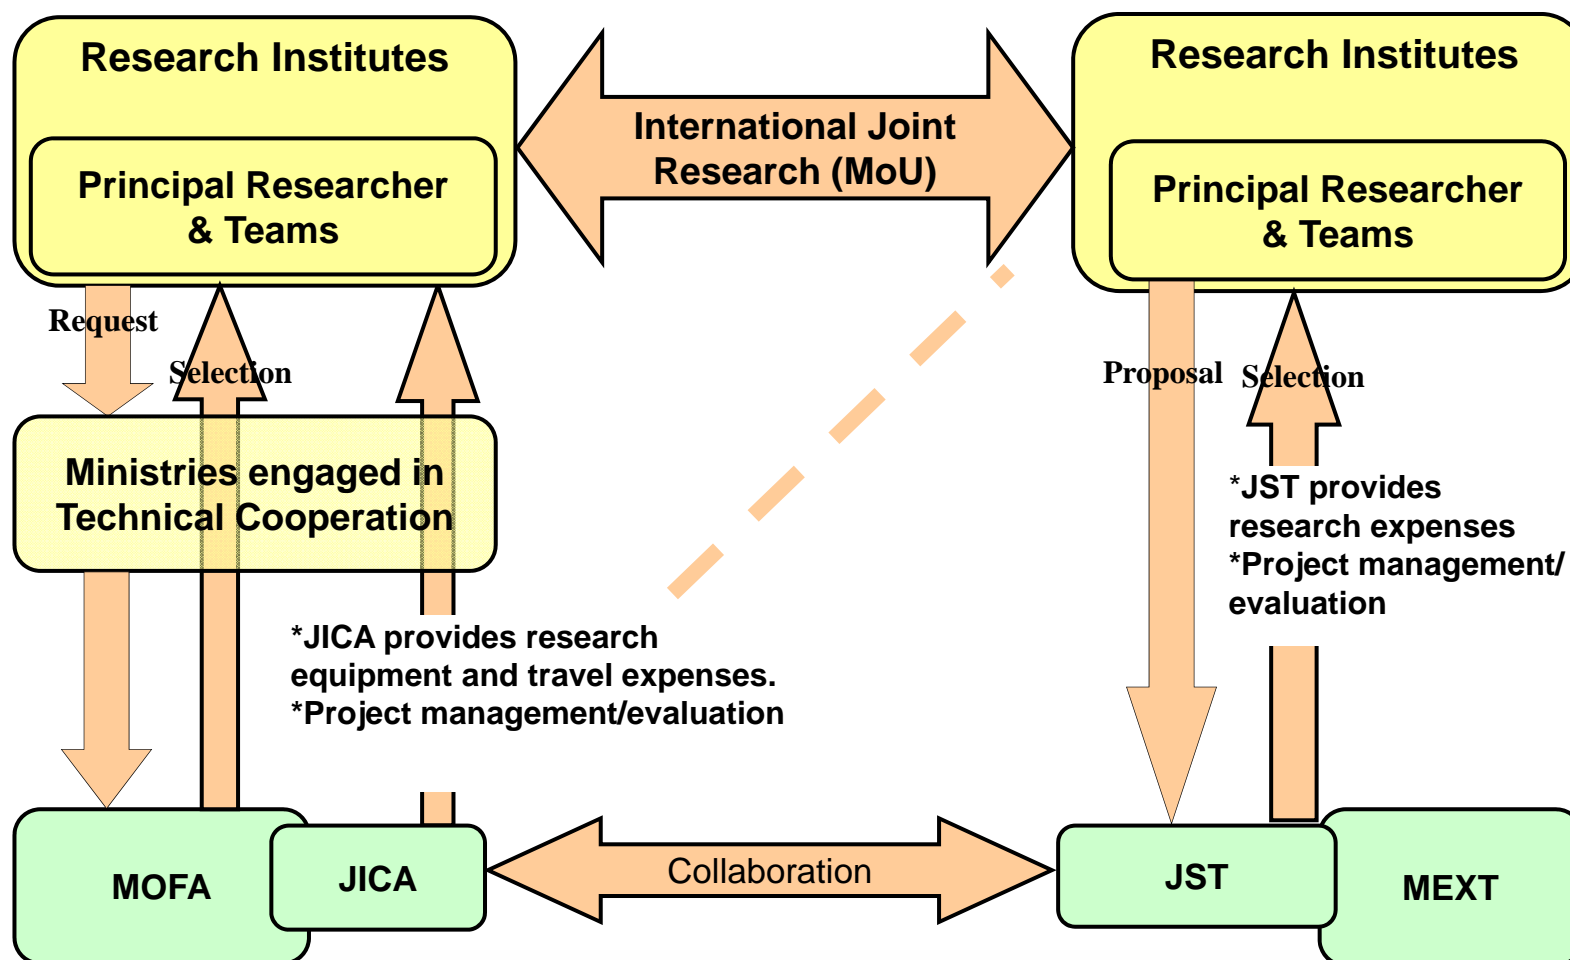 Research Institutes
Principal Researcher
& Teams
International Joint
Research (MoU)
Research Institutes
Principal Researcher
& Teams
Request
Selection
Proposal
Selection
Ministries engaged in
Technical Cooperation
*JST provides
research expenses
*Project management/
evaluation
*JICA provides research
equipment and travel expenses.
*Project management/evaluation
MOFA
JICA
Collaboration
JST
MEXT